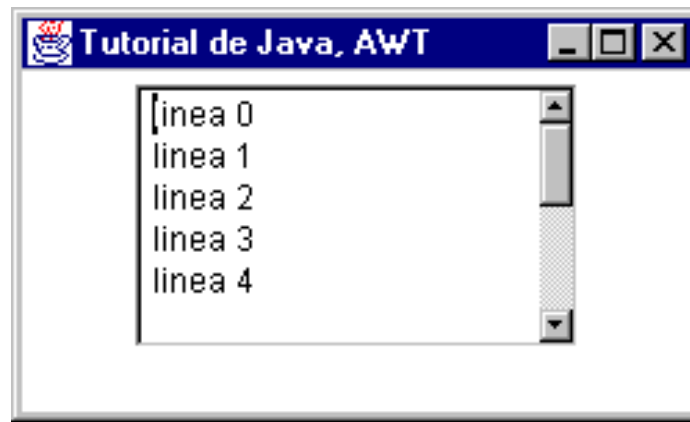 Tutorial de Java, AWT
linea 0
linea 1
linea 2
linea 3
linea 4